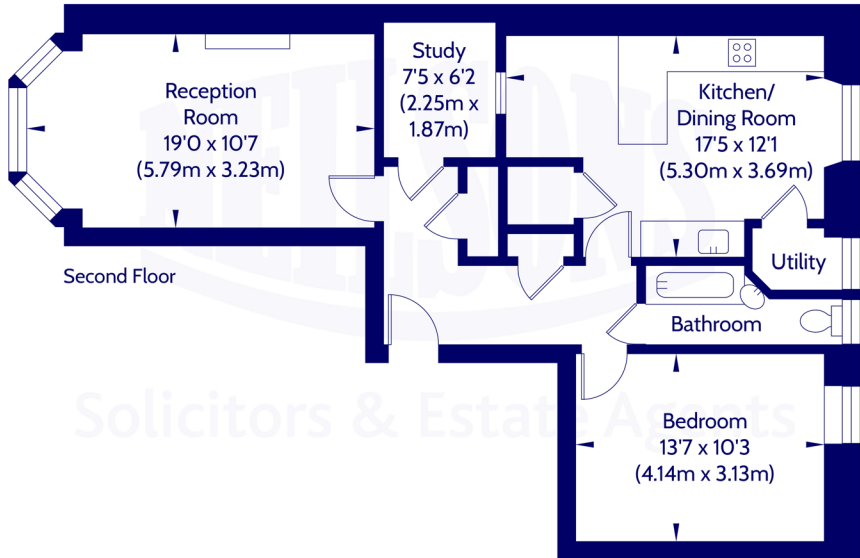 Reception
Room
19'0 x 10'7
(5.79m x 3.23m)
Study
7'5 x 6'2
(2.25m x
1.87m)
Kitchen/
Dining Room
17'5 x 12'1
(5.30m x 3.69m)
Second Floor
Utility
Bathroom
Bedroom
13'7 x 10'3
(4.14m x 3.13m)
NEILSONS
Solicitors & Estate Agents